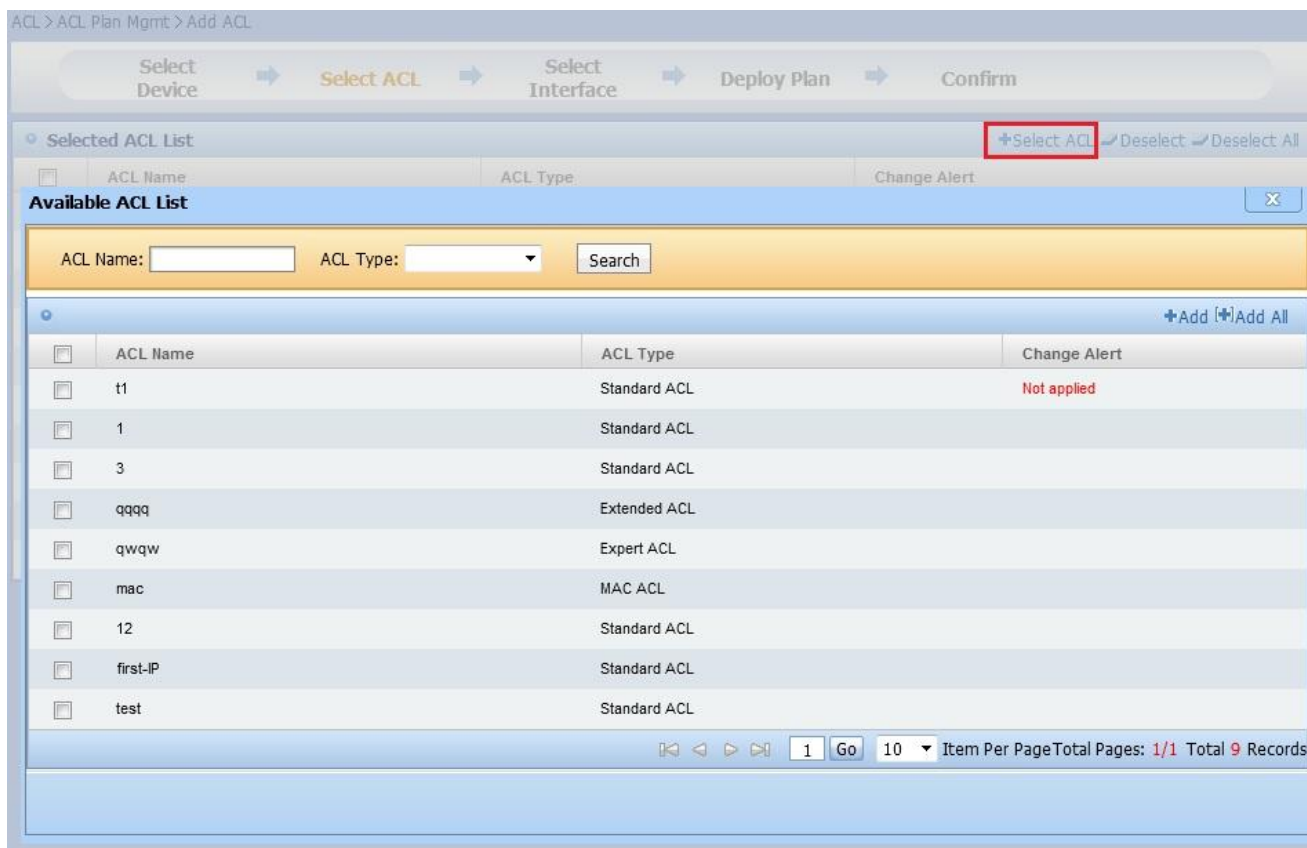 ACL > ACL Plan Mgmt > Add ACL
Select Device Select ACL Select Interface Deploy Plan Confirm
Selected ACL List Select ACL Deselect Deselect All
ACL Name ACL Type Change Alert
Available ACL List
ACL Name: ACL Type: Search
Add Add All
ACL Name ACL Type Change Alert
t1 Standard ACL Not applied
1 Standard ACL
3 Standard ACL
qqqq Extended ACL
qwqw Expert ACL
mac MAC ACL
12 Standard ACL
first-IP Standard ACL
test Standard ACL
1 Go 10 Item Per PageTotal Pages: 1/1 Total 9 Records